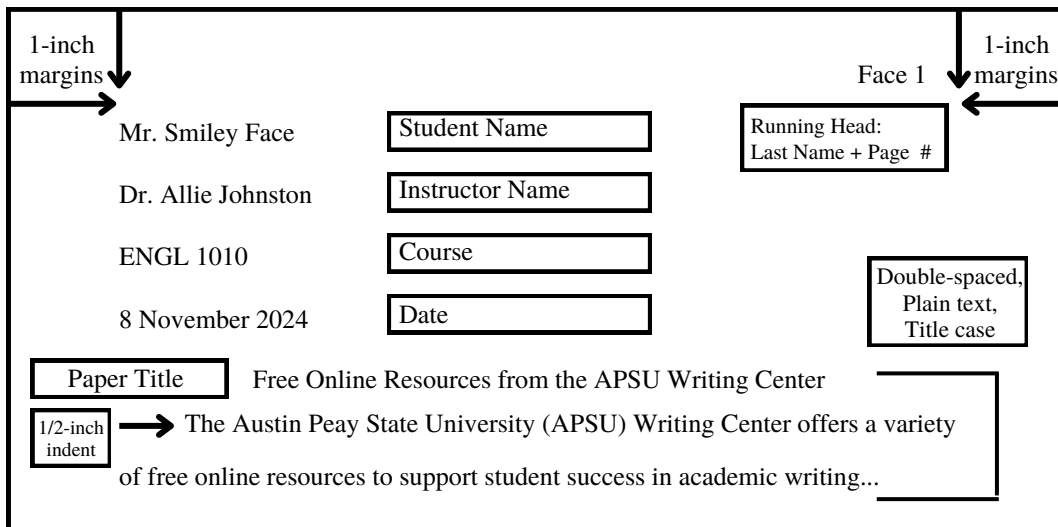 1-inch
margins
1-inch
margins
Face 1
Running Head:
Last Name + Page #
Mr. Smiley Face
Student Name
Dr. Allie Johnston
Instructor Name
ENGL 1010
Course
8 November 2024
Date
Double-spaced,
Plain text,
Title case
Paper Title
Free Online Resources from the APSU Writing Center
1/2-inch
indent
The Austin Peay State University (APSU) Writing Center offers a variety
of free online resources to support student success in academic writing...